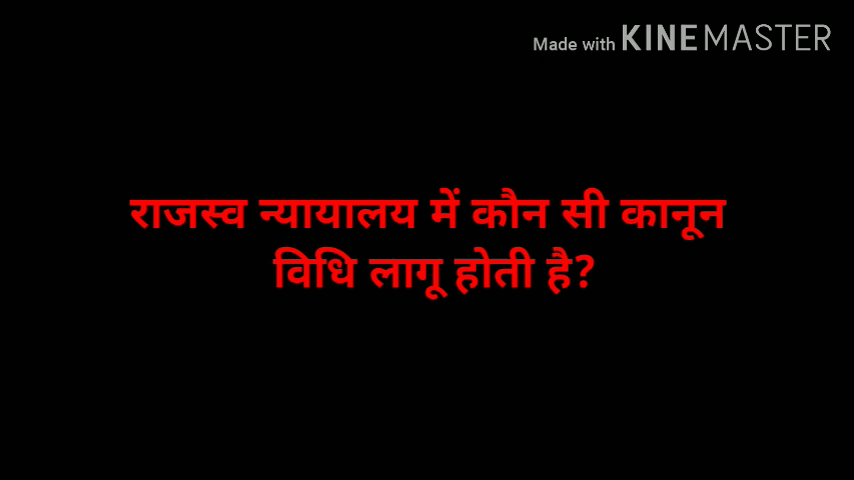 Made with KINEMASTER
राजस्व न्यायालय में कौन सी कानून
विधि लागू होती है?